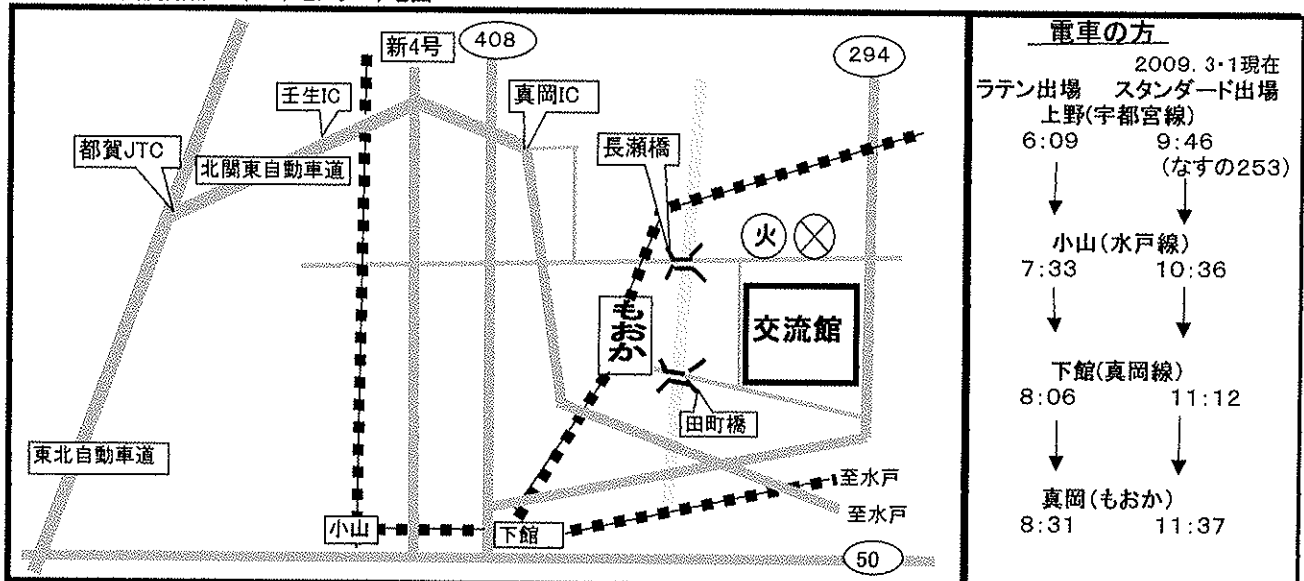 新4号
408
294
壬生IC
真岡IC
都賀JTC
長瀬橋
北関東自動車道
火
もおか
交流館
田町橋
東北自動車道
至水戸
至水戸
小山
下館
50
電車の方
2009.3・1現在
ラテン出場 スタンダード出場
上野(宇都宮線)
6:09 9:46
(なすの253)
小山(水戸線)
7:33 10:36
下館(真岡線)
8:06 11:12
真岡(もおか)
8:31 11:37